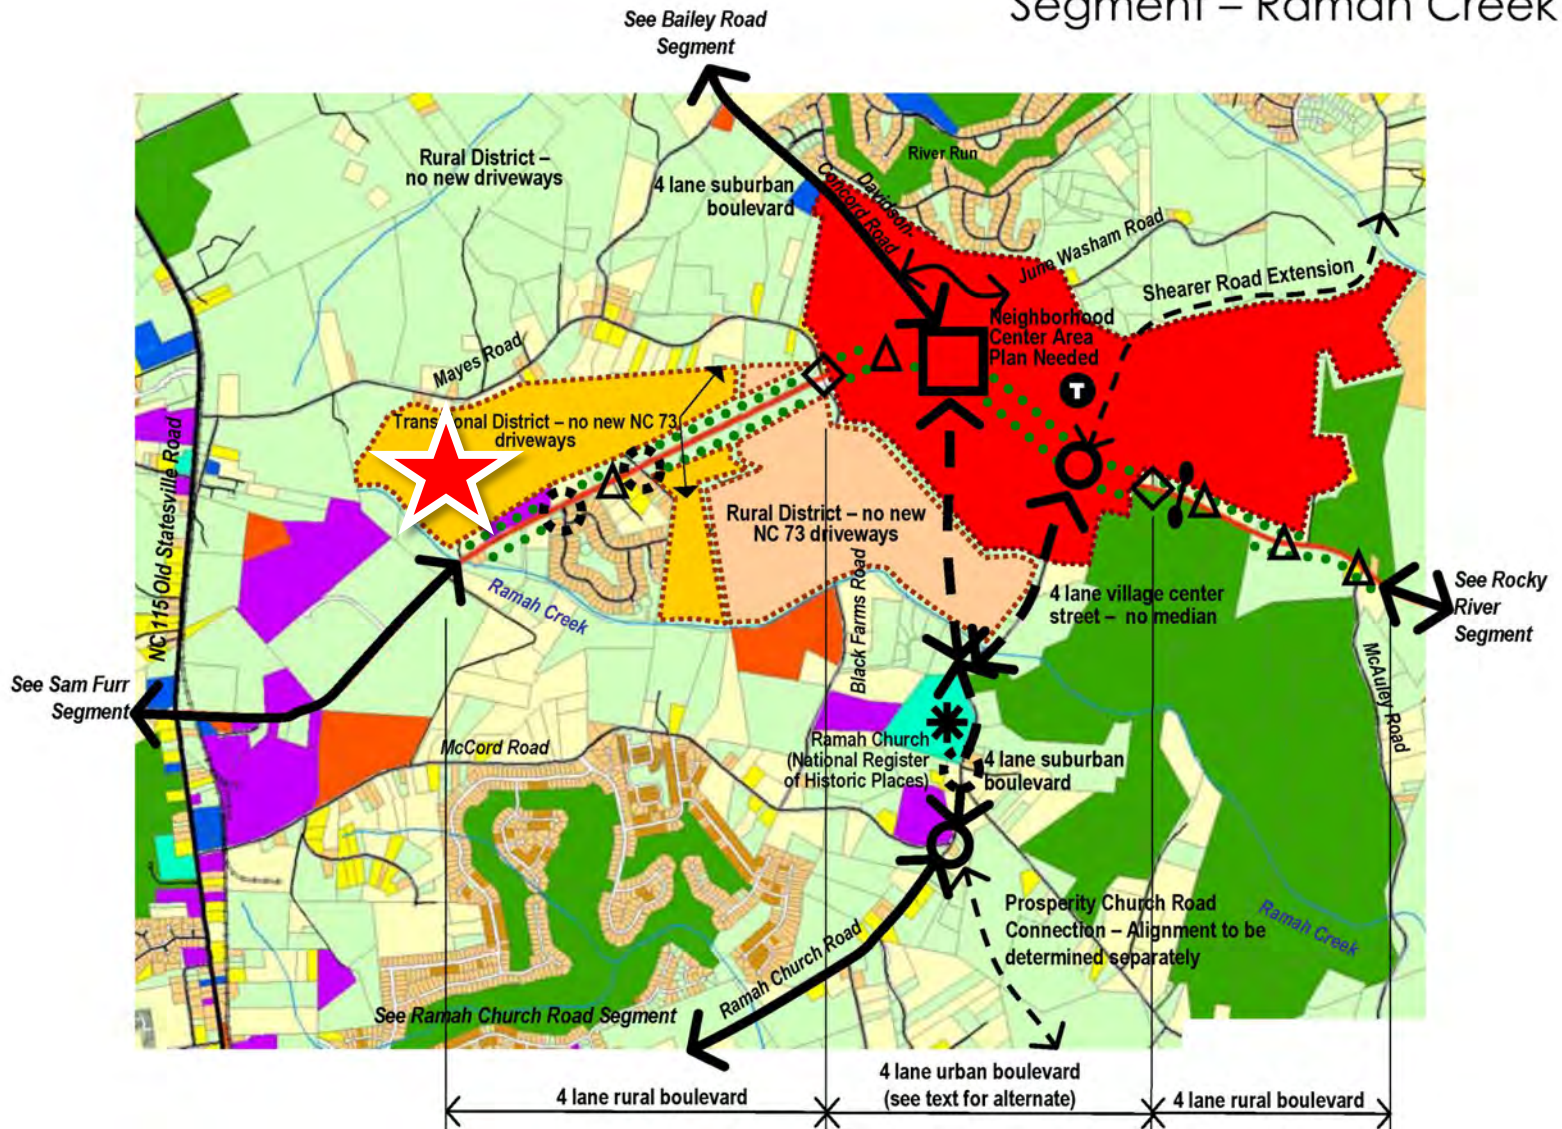 Segment – Ramah Creek
See Bailey Road
Segment
Rural District –
no new driveways
4 lane suburban
boulevard
River Run
Davidson-
Concord Road
June Washam Road
Shearer Road Extension
Neighborhood
Center Area
Plan Needed
T
Mayes Road
Transitional District – no new NC 73
driveways
NC 115 Old Statesville Road
Rural District – no new
NC 73 driveways
Ramah Creek
Black Farms Road
4 lane village center
street – no median
See Rocky
River
Segment
McAuley Road
See Sam Furr
Segment
McCord Road
Ramah Church
(National Register
of Historic Places)
4 lane suburban
boulevard
Prosperity Church Road
Connection – Alignment to be
determined separately
Ramah Creek
Ramah Church Road
See Ramah Church Road Segment
4 lane rural boulevard
4 lane urban boulevard
(see text for alternate)
4 lane rural boulevard